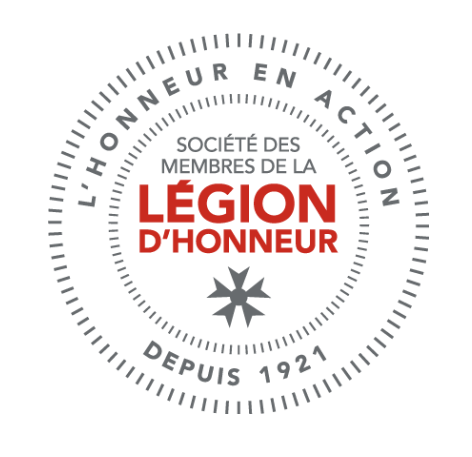 L'HONNEUR EN ACTION
SOCIÉTÉ DES
MEMBRES DE LA
LÉGION
D'HONNEUR
DEPUIS 1921